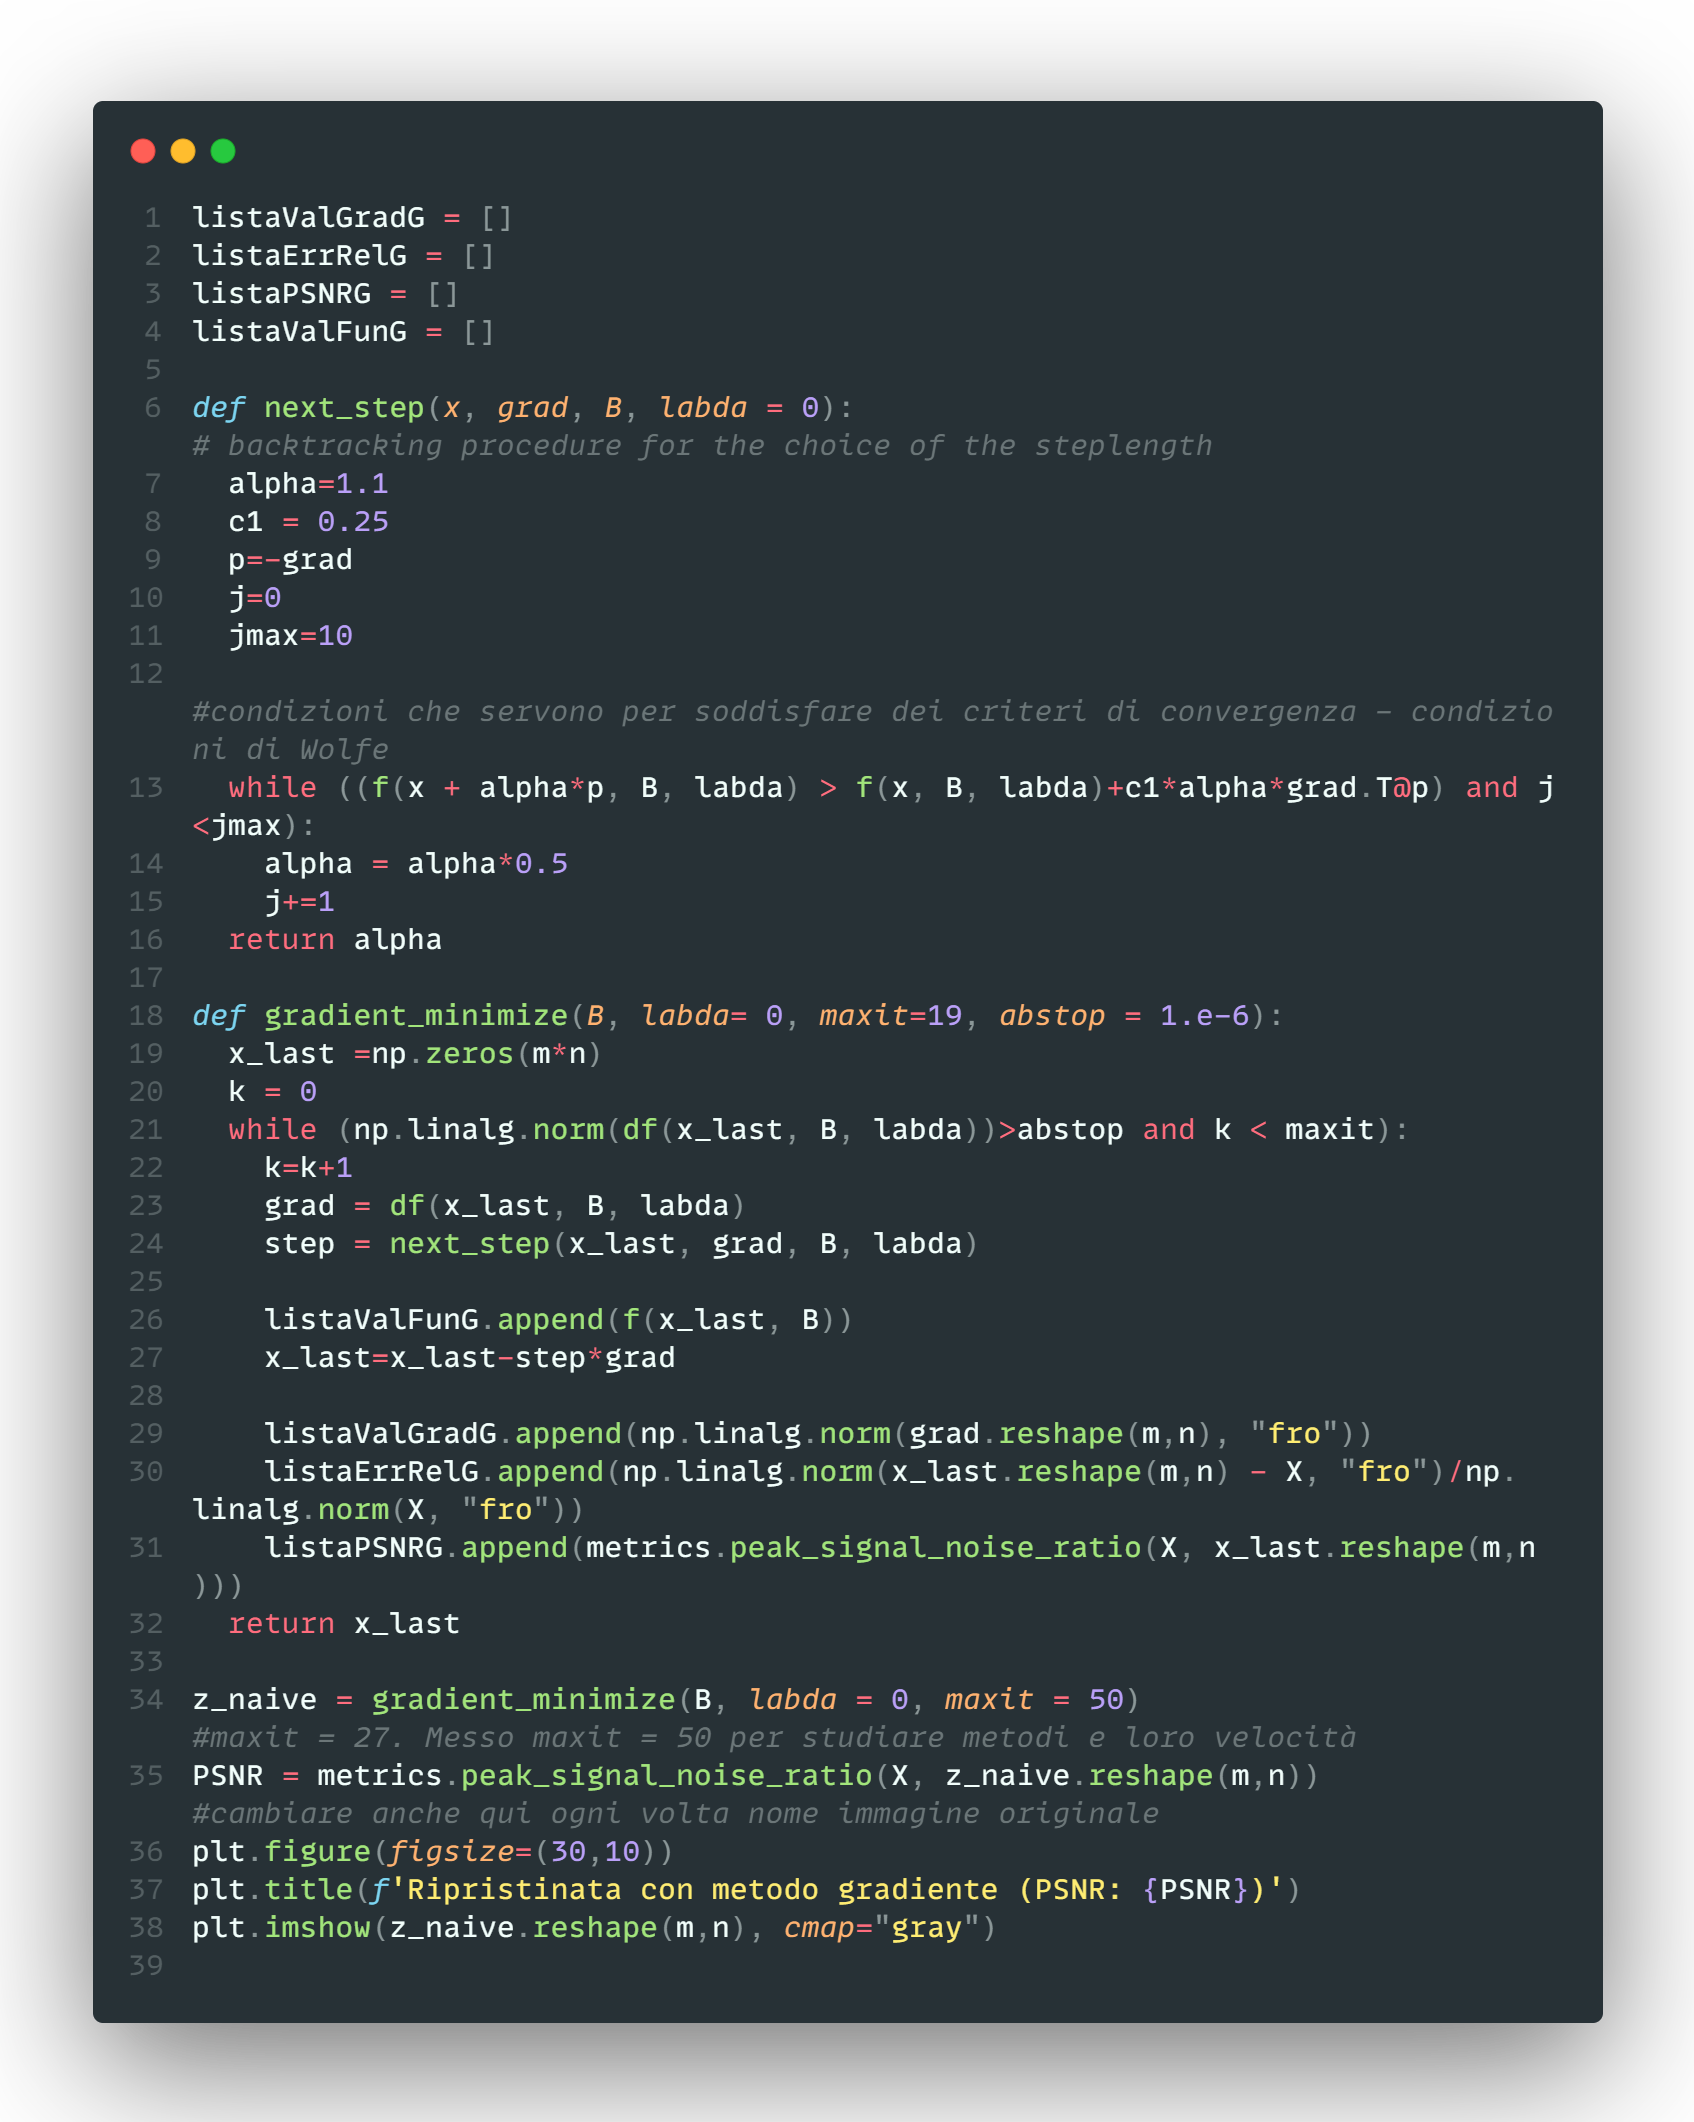 1 listaValGradG = []
2 listaErrRelG = []
3 listaPSNRG = []
4 listaValFunG = []
5
6 def next_step(x, grad, B, labda = 0):
# backtracking procedure for the choice of the steplength
7   alpha=1.1
8   c1 = 0.25
9   p=-grad
10   j=0
11   jmax=10
12
#condizioni che servono per soddisfare dei criteri di convergenza - condizio
ni di Wolfe
13   while ((f(x + alpha*p, B, labda) > f(x, B, labda)+c1*alpha*grad.T@p) and j
<jmax):
14     alpha = alpha*0.5
15     j+=1
16   return alpha
17
18 def gradient_minimize(B, labda= 0, maxit=19, abstop = 1.e-6):
19   x_last =np.zeros(m*n)
20   k = 0
21   while (np.linalg.norm(df(x_last, B, labda))>abstop and k < maxit):
22     k=k+1
23     grad = df(x_last, B, labda)
24     step = next_step(x_last, grad, B, labda)
25
26     listaValFunG.append(f(x_last, B))
27     x_last=x_last-step*grad
28
29     listaValGradG.append(np.linalg.norm(grad.reshape(m,n), "fro"))
30     listaErrRelG.append(np.linalg.norm(x_last.reshape(m,n) - X, "fro")/np.
linalg.norm(X, "fro"))
31     listaPSNRG.append(metrics.peak_signal_noise_ratio(X, x_last.reshape(m,n
)))
32   return x_last
33
34 z_naive = gradient_minimize(B, labda = 0, maxit = 50)
#maxit = 27. Messo maxit = 50 per studiare metodi e loro velocità
35 PSNR = metrics.peak_signal_noise_ratio(X, z_naive.reshape(m,n))
#cambiare anche qui ogni volta nome immagine originale
36 plt.figure(figsize=(30,10))
37 plt.title(f'Ripristinata con metodo gradiente (PSNR: {PSNR})')
38 plt.imshow(z_naive.reshape(m,n), cmap="gray")
39